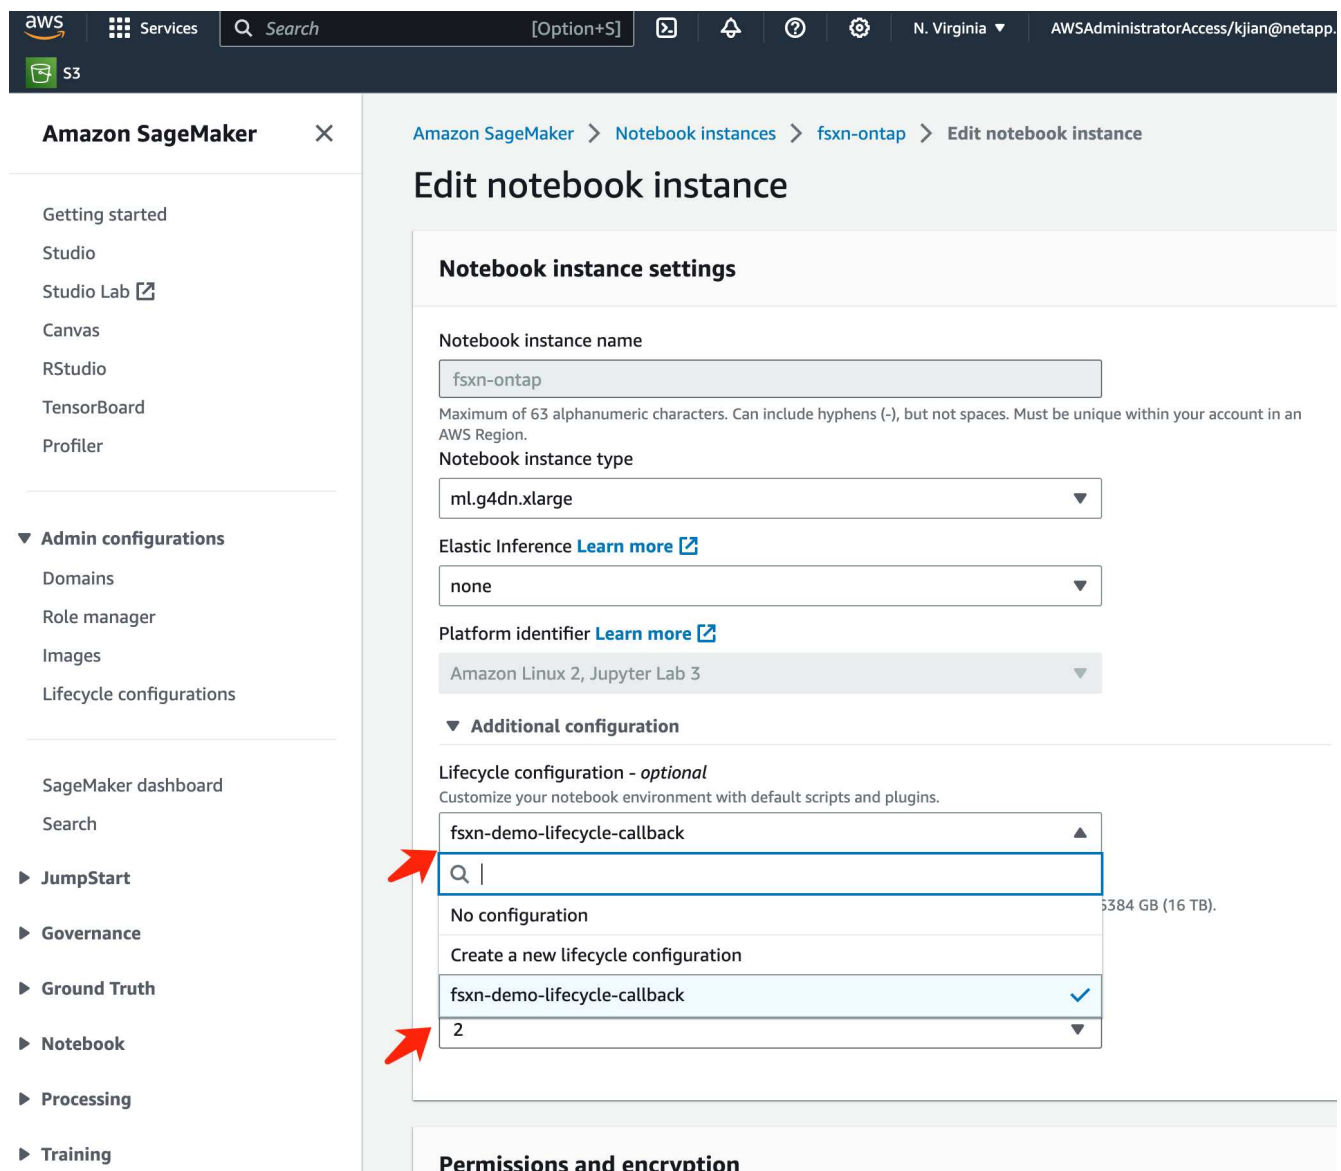 aws
Services
Search
[Option+S]
N. Virginia
AWSAdministratorAccess/kjian@netapp.
S3
Amazon SageMaker
Getting started
Studio
Studio Lab
Canvas
RStudio
TensorBoard
Profiler
Admin configurations
Domains
Role manager
Images
Lifecycle configurations
SageMaker dashboard
Search
JumpStart
Governance
Ground Truth
Notebook
Processing
Training
Amazon SageMaker > Notebook instances > fsxn-ontap > Edit notebook instance
Edit notebook instance
Notebook instance settings
Notebook instance name
fsxn-ontap
Maximum of 63 alphanumeric characters. Can include hyphens (-), but not spaces. Must be unique within your account in an
AWS Region.
Notebook instance type
ml.g4dn.xlarge
Elastic Inference Learn more
none
Platform identifier Learn more
Amazon Linux 2, Jupyter Lab 3
Additional configuration
Lifecycle configuration - optional
Customize your notebook environment with default scripts and plugins.
fsxn-demo-lifecycle-callback
No configuration
384 GB (16 TB).
Create a new lifecycle configuration
fsxn-demo-lifecycle-callback
2
Permissions and encryption